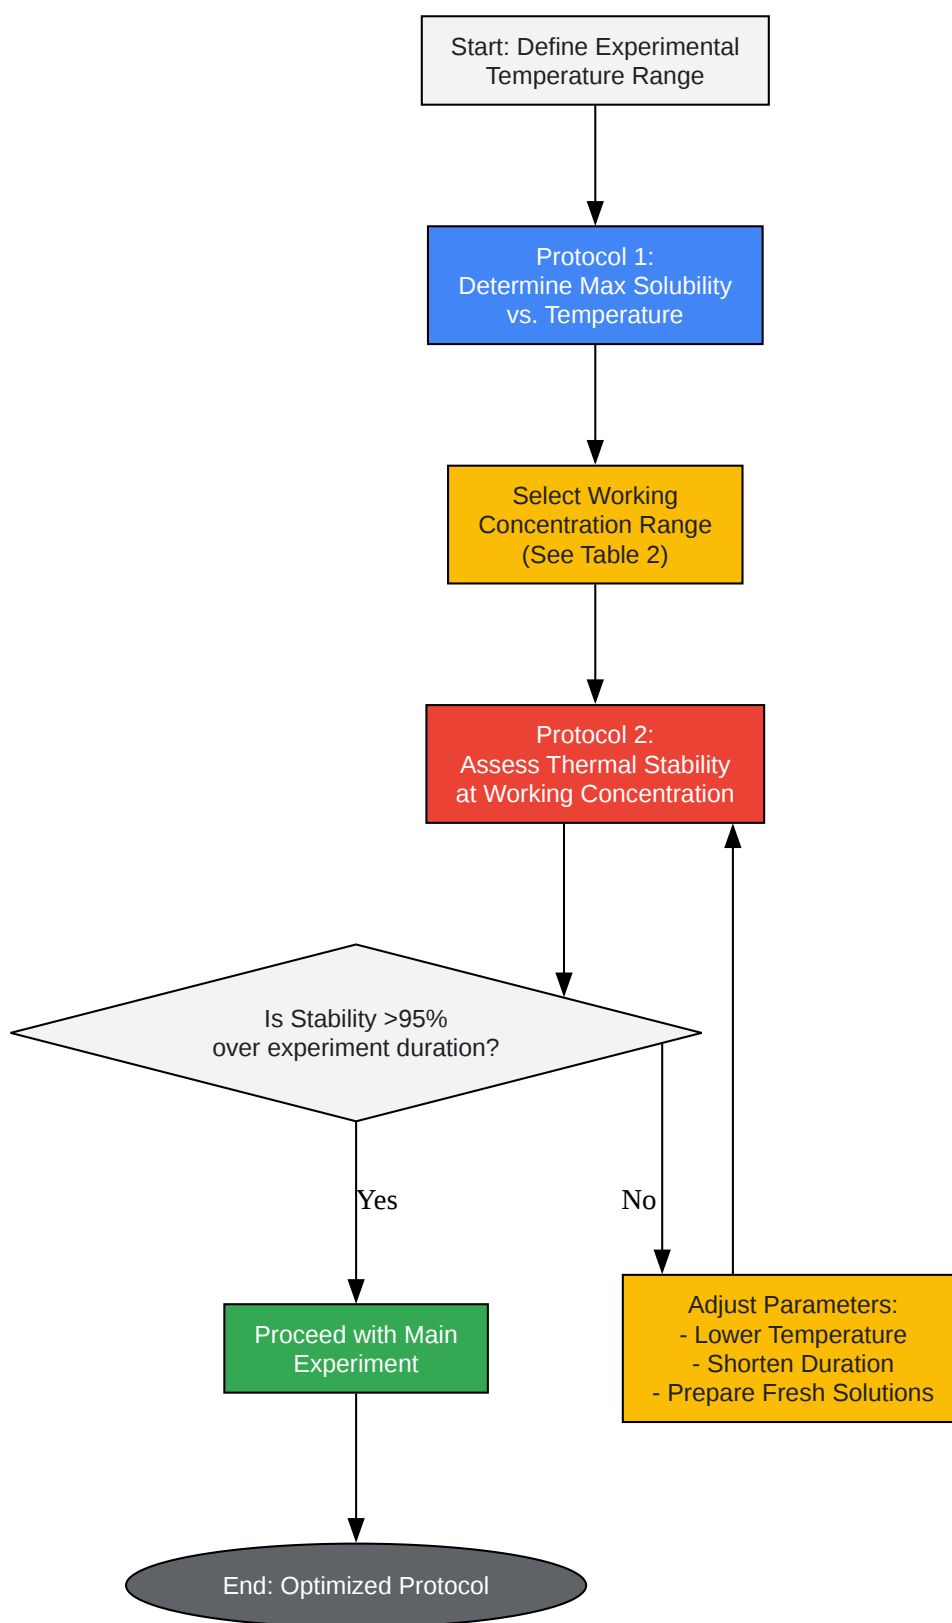 Start: Define Experimental
Temperature Range
Protocol 1:
Determine Max Solubility
vs. Temperature
Select Working
Concentration Range
(See Table 2)
Protocol 2:
Assess Thermal Stability
at Working Concentration
Is Stability >95%
over experiment duration?
Yes
No
Proceed with Main
Experiment
Adjust Parameters:
- Lower Temperature
- Shorten Duration
- Prepare Fresh Solutions
End: Optimized Protocol